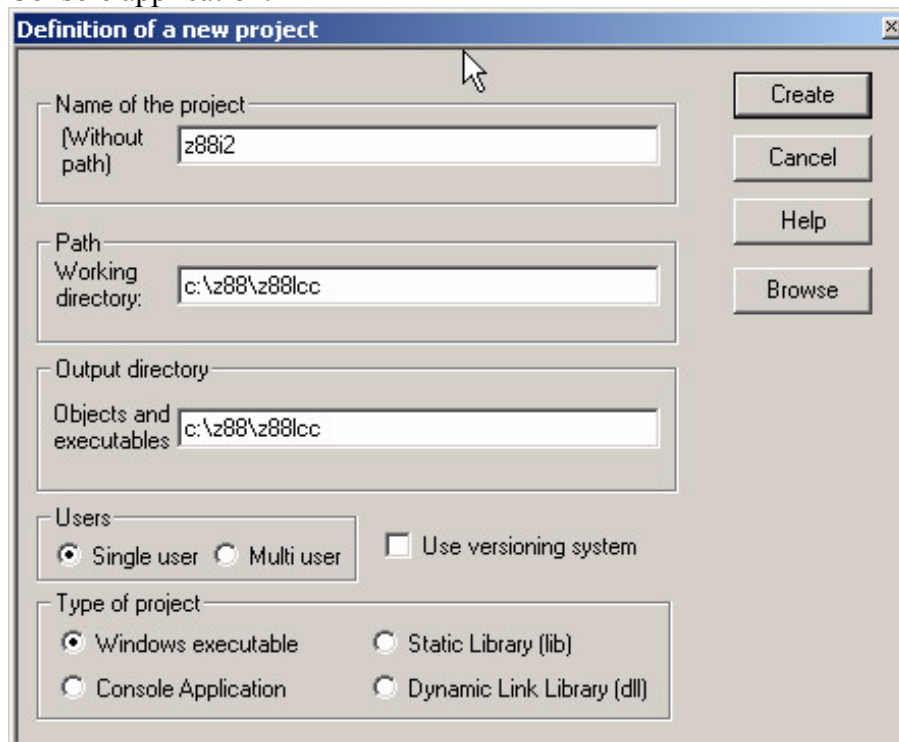 Console application.
Definition of a new project
Name of the project
(Without path)
z88i2
Create
Cancel
Help
Browse
Path
Working directory:
c:\z88\z88lcc
Output directory
Objects and executables
c:\z88\z88lcc
Users
Single user
Multi user
Use versioning system
Type of project
Windows executable
Static Library (lib)
Console Application
Dynamic Link Library (dll)